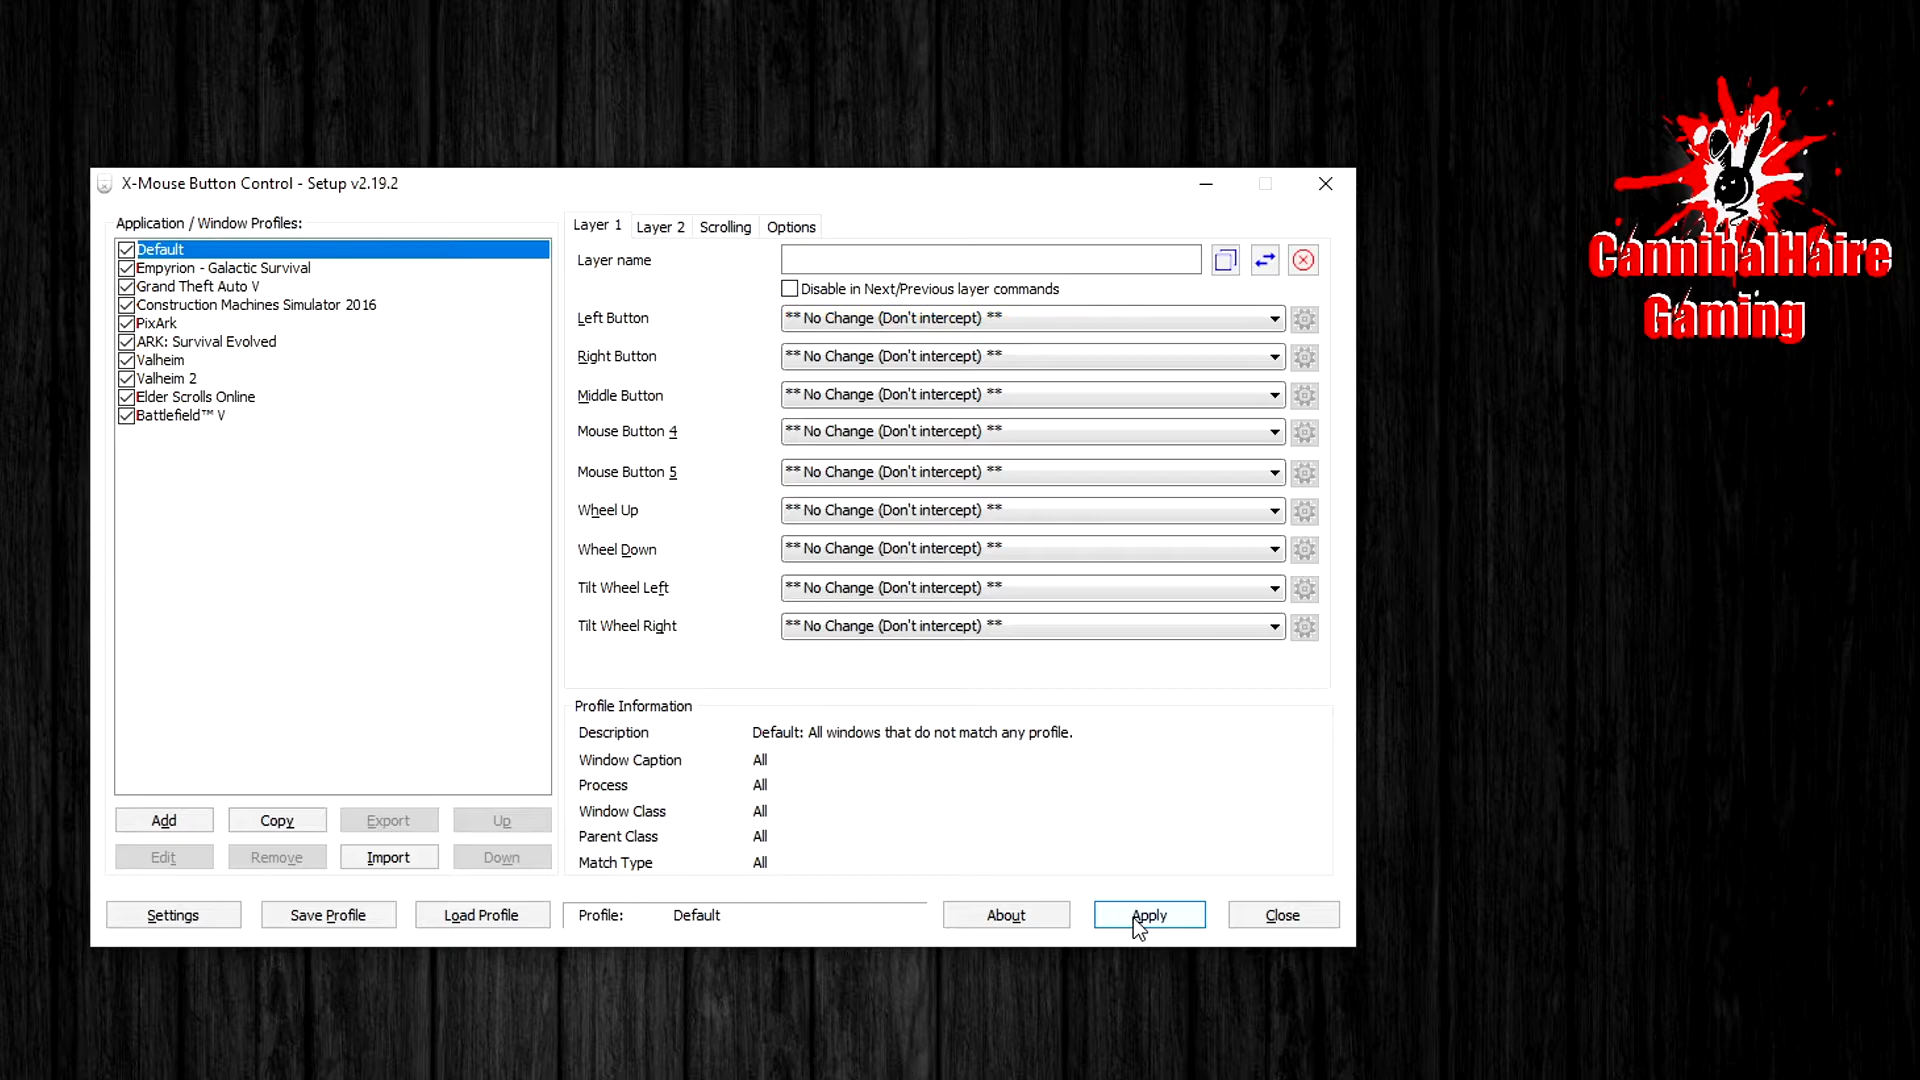 X-Mouse Button Control - Setup v2.19.2
Application / Window Profiles:
Default
Empyrion - Galactic Survival
Grand Theft Auto V
Construction Machines Simulator 2016
PixArk
ARK: Survival Evolved
Valheim
Valheim 2
Elder Scrolls Online
Battlefield™ V
Add Copy Export Up
Edit Remove Import Down
Layer 1 Layer 2 Scrolling Options
Layer name
Disable in Next/Previous layer commands
Left Button ** No Change (Don't intercept) **
Right Button ** No Change (Don't intercept) **
Middle Button ** No Change (Don't intercept) **
Mouse Button 4 ** No Change (Don't intercept) **
Mouse Button 5 ** No Change (Don't intercept) **
Wheel Up ** No Change (Don't intercept) **
Wheel Down ** No Change (Don't intercept) **
Tilt Wheel Left ** No Change (Don't intercept) **
Tilt Wheel Right ** No Change (Don't intercept) **
Profile Information
Description Default: All windows that do not match any profile.
Window Caption All
Process All
Window Class All
Parent Class All
Match Type All
Settings Save Profile Load Profile Profile: Default About Apply Close
CannibalHaire
Gaming